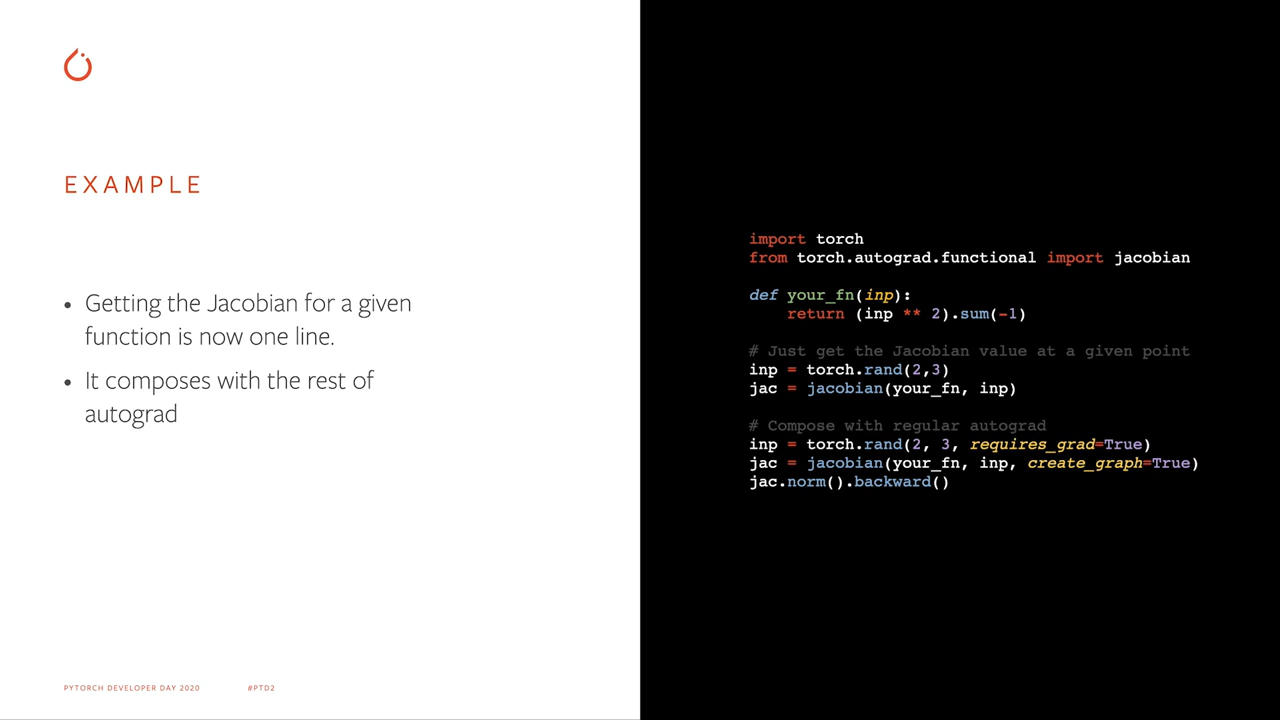 EXAMPLE
• Getting the Jacobian for a given
function is now one line.
• It composes with the rest of
autograd
import torch
from torch.autograd.functional import jacobian
def your_fn(inp):
    return (inp ** 2).sum(-1)
# Just get the Jacobian value at a given point
inp = torch.rand(2,3)
jac = jacobian(your_fn, inp)
# Compose with regular autograd
inp = torch.rand(2, 3, requires_grad=True)
jac = jacobian(your_fn, inp, create_graph=True)
jac.norm().backward()
PYTORCH DEVELOPER DAY 2020 #PTD2